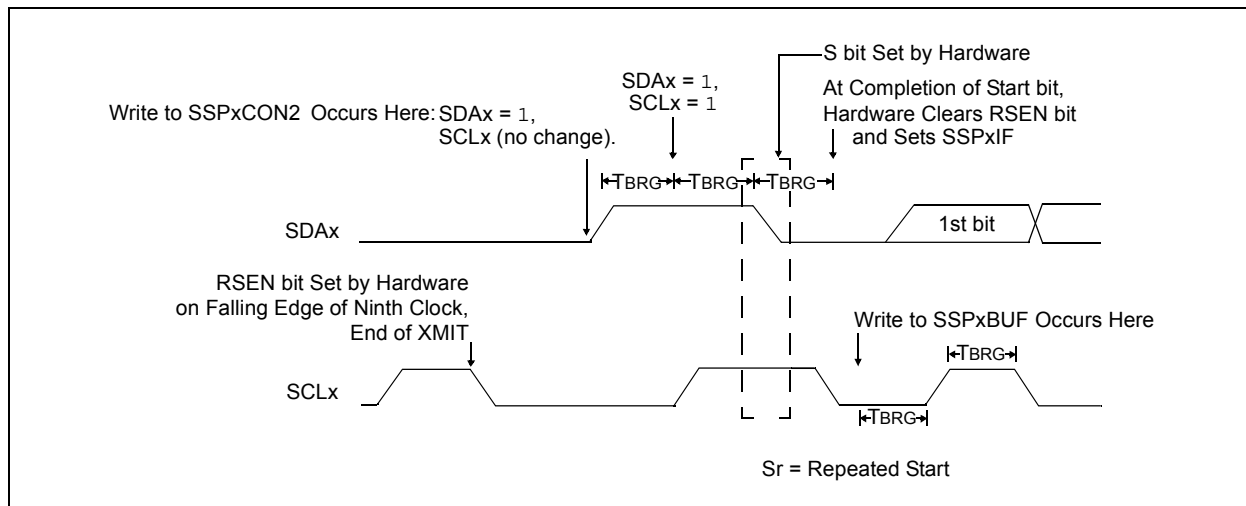 S bit Set by Hardware
SDAx = 1,
SCLx = 1
At Completion of Start bit,
Hardware Clears RSEN bit
and Sets SSPxIF
Write to SSPxCON2 Occurs Here: SDAx = 1,
SCLx (no change).
TBRG
TBRG
TBRG
SDAx
1st bit
RSEN bit Set by Hardware
on Falling Edge of Ninth Clock,
End of XMIT
Write to SSPxBUF Occurs Here
TBRG
SCLx
TBRG
Sr = Repeated Start